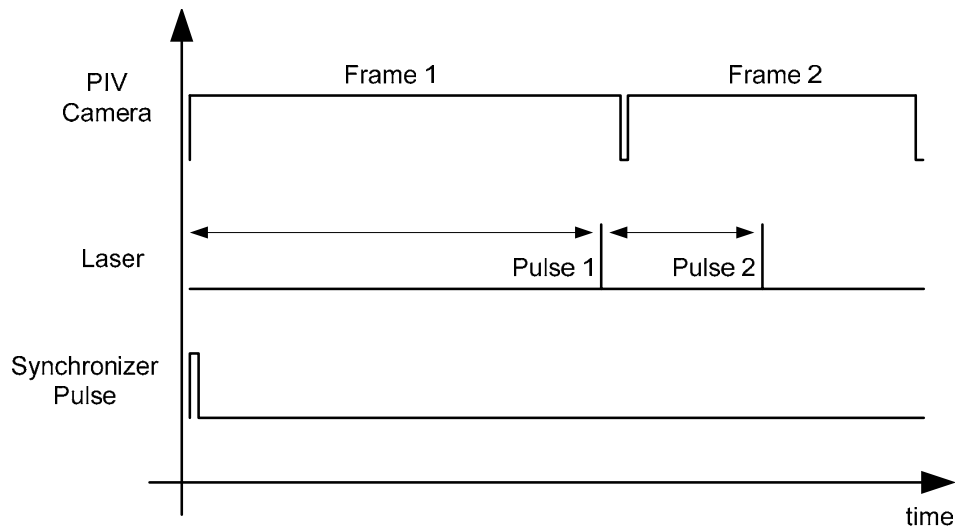 PIV
Camera
Frame 1
Frame 2
Laser
Pulse 1
Pulse 2
Synchronizer
Pulse
time